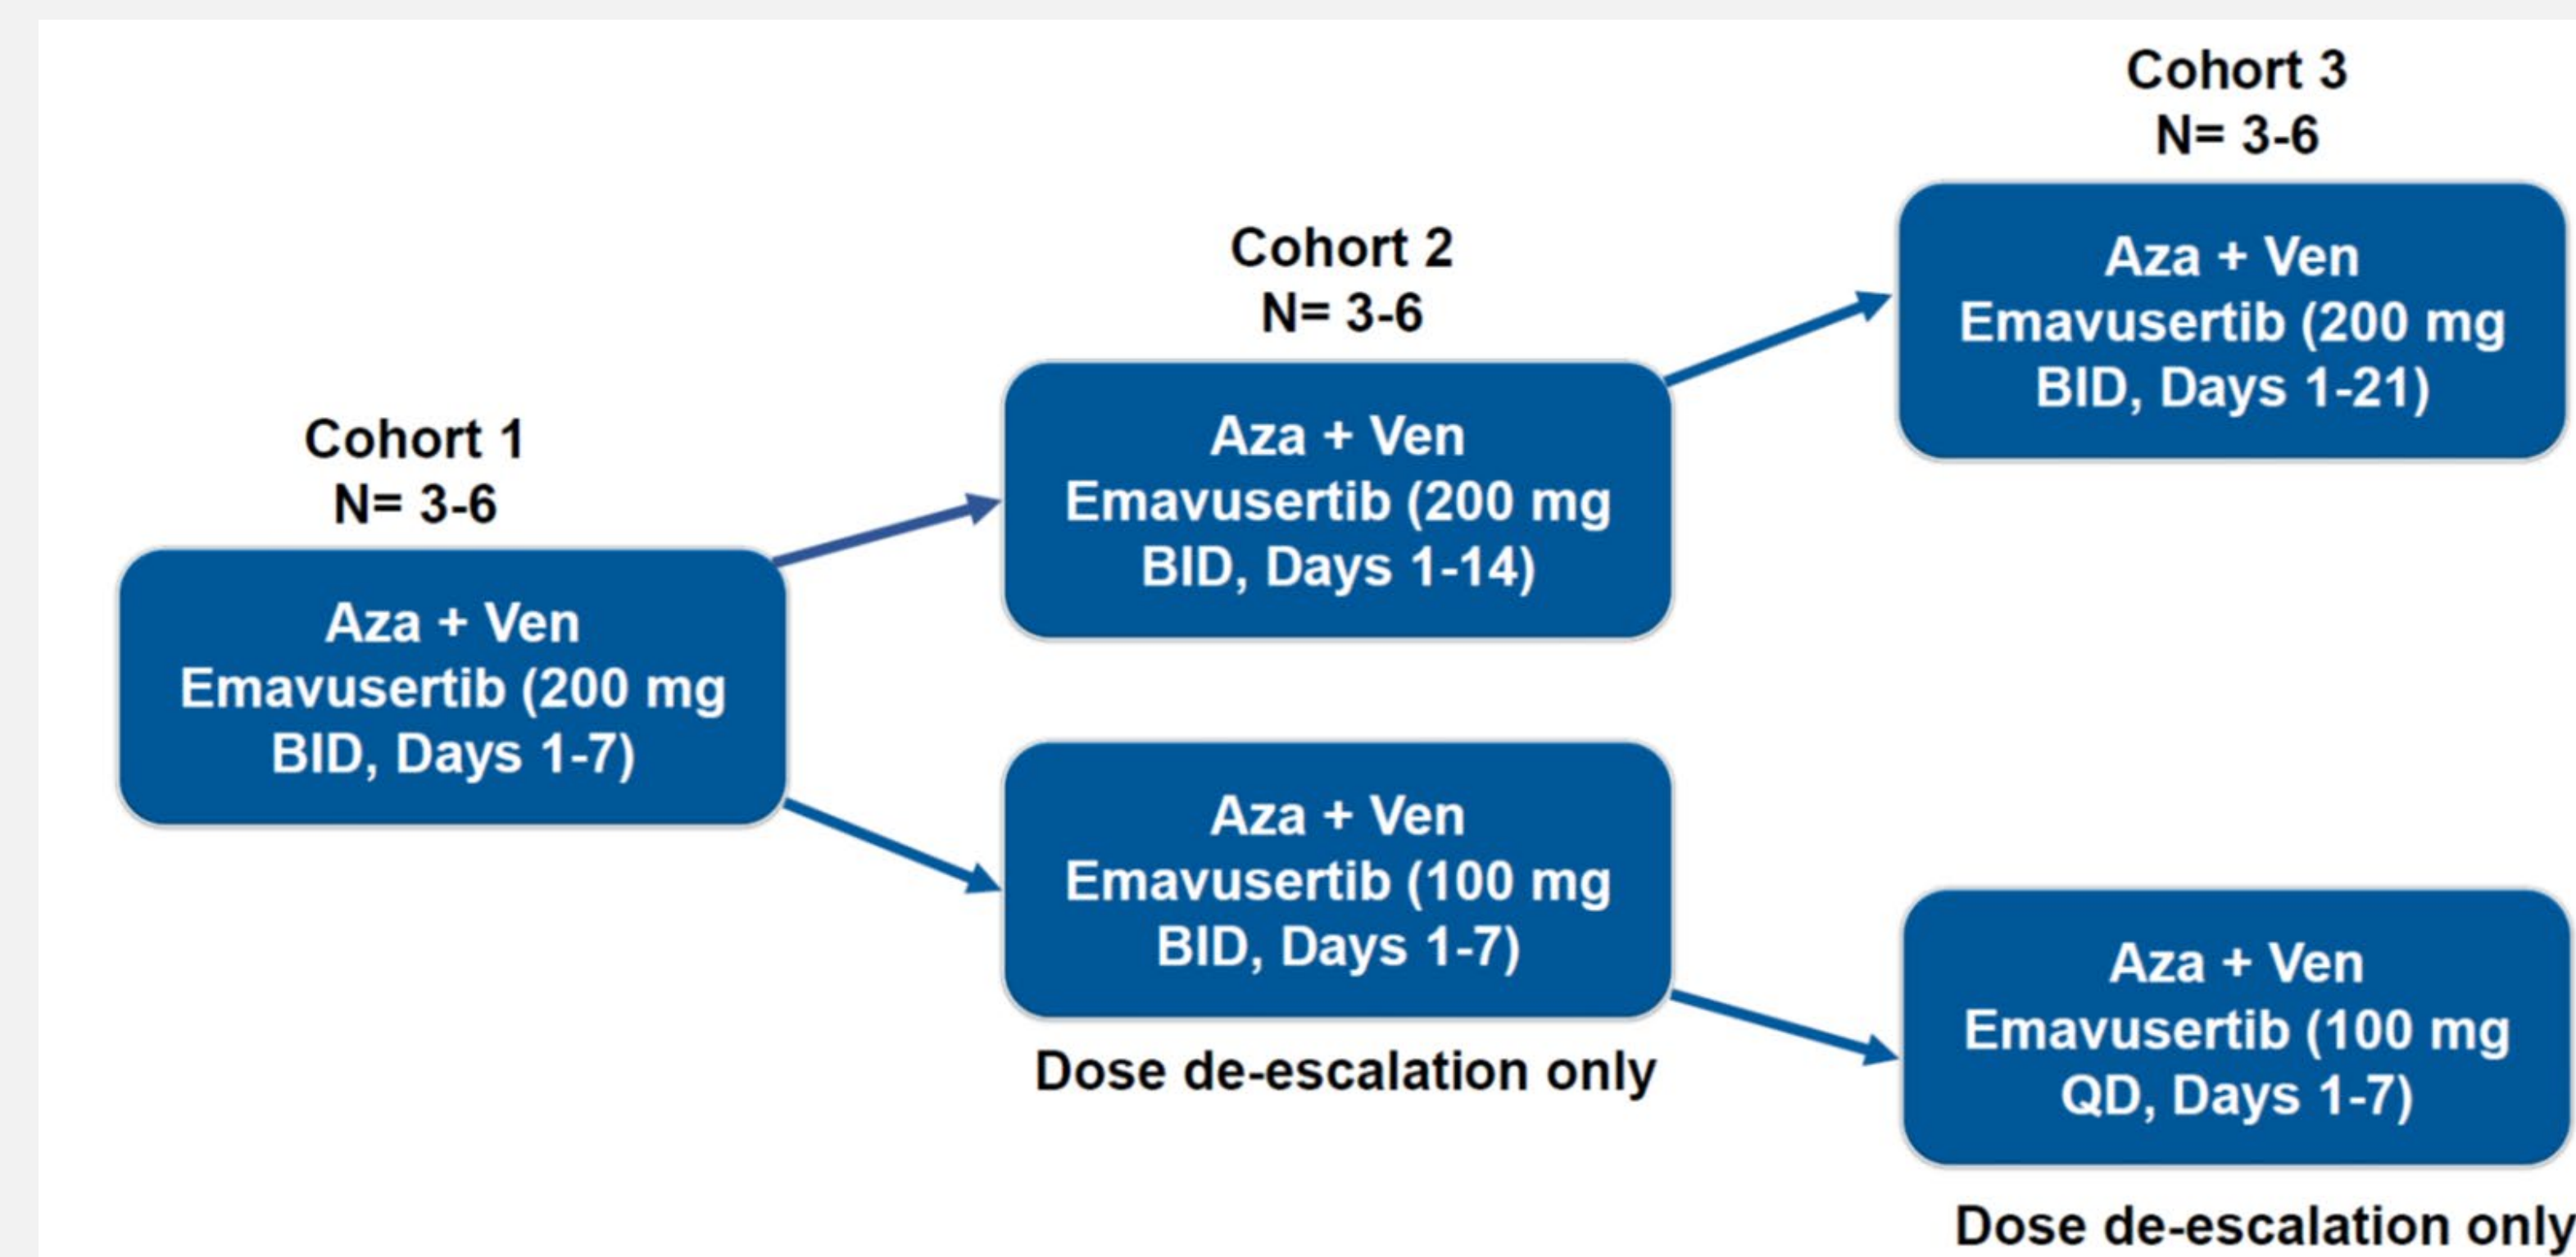 Cohort 1
N= 3-6
Aza + Ven
Emavusertib (200 mg
BID, Days 1-7)
Cohort 2
N= 3-6
Aza + Ven
Emavusertib (200 mg
BID, Days 1-14)
Aza + Ven
Emavusertib (100 mg
BID, Days 1-7)
Dose de-escalation only
Cohort 3
N= 3-6
Aza + Ven
Emavusertib (200 mg
BID, Days 1-21)
Aza + Ven
Emavusertib (100 mg
QD, Days 1-7)
Dose de-escalation only